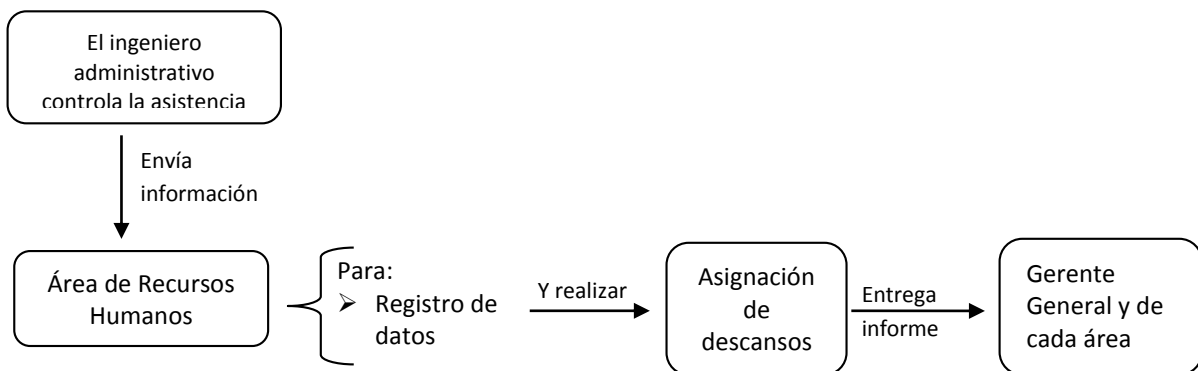 El ingeniero
administrativo
controla la asistencia
Envía
información
Área de Recursos
Humanos
Para:
➢ Registro de
datos
Y realizar
Asignación
de
descansos
Entrega
informe
Gerente
General y de
cada área